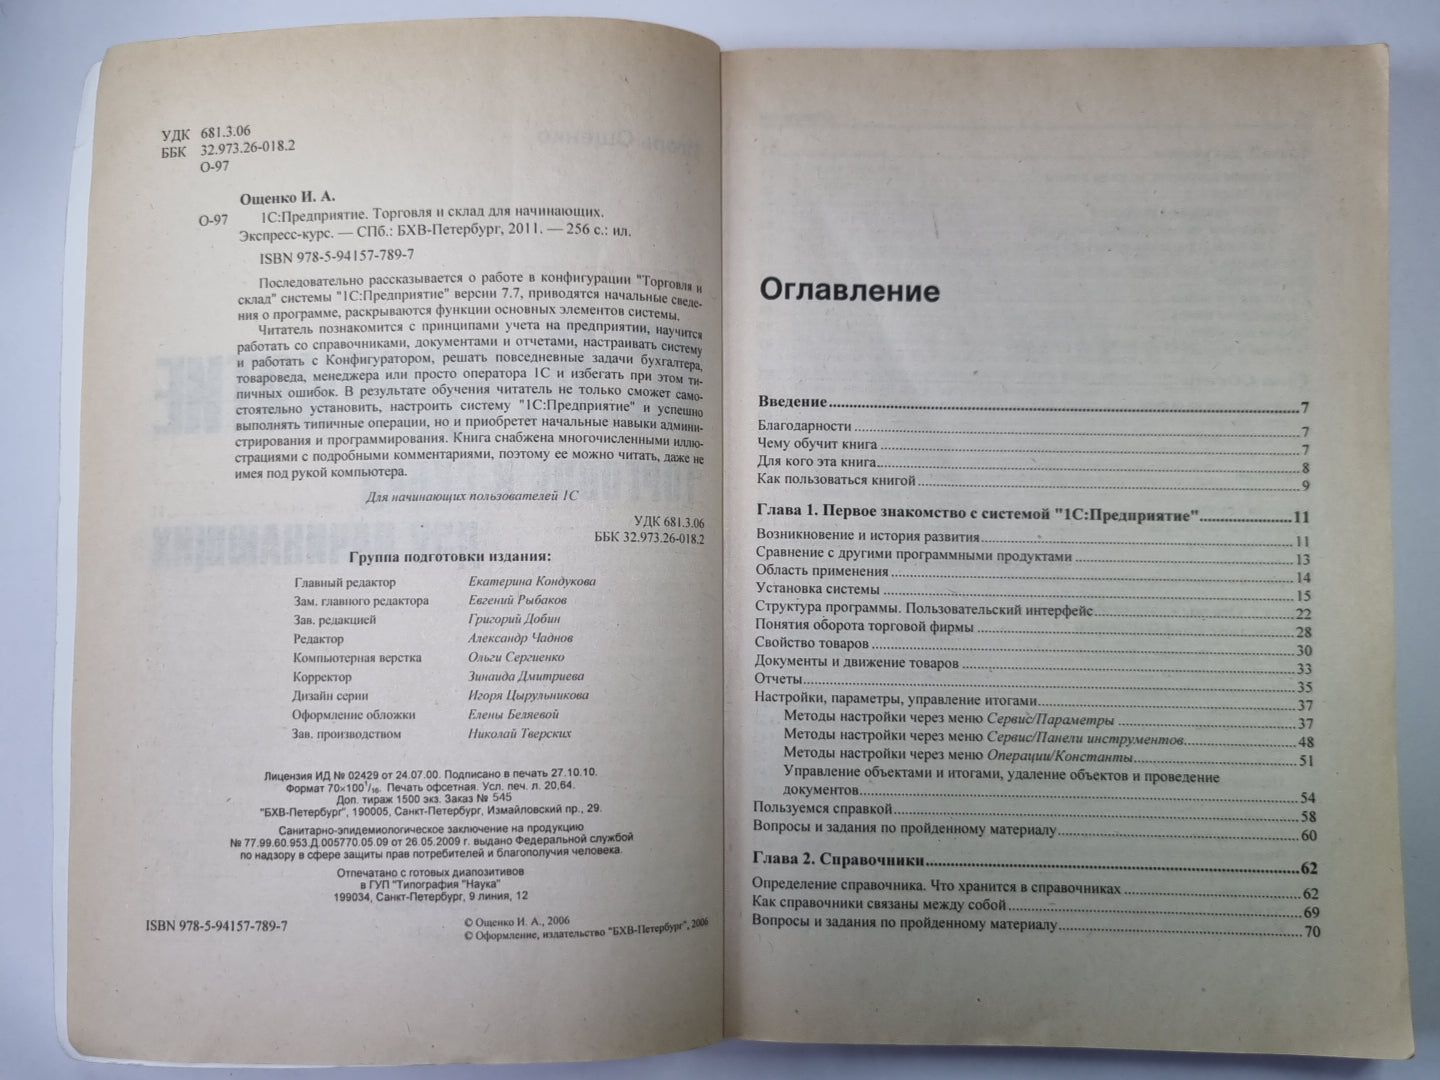 УДК 681.3.06
ББК 32.973.26-018.2
О-97
Ощенко И. А.
О-97 1С:Предприятие. Торговля и склад для начинающих.
Экспресс-курс. — СПб.: БХВ-Петербург, 2011. — 256 с.: ил.
ISBN 978-5-94157-789-7
Последовательно рассказывается о работе в конфигурации "Торговля и
склад" системы "1С:Предприятие" версии 7.7, приводятся начальные сведе-
ния о программе, раскрываются функции основных элементов системы.
Читатель познакомится с принципами учета на предприятии, научится
работать со справочниками, документами и отчетами, настраивать систему
и работать с Конфигуратором, решать повседневные задачи бухгалтера,
товароведа, менеджера или просто оператора 1С и избегать при этом ти-
пичных ошибок. В результате обучения читатель не только сможет само-
стоятельно установить, настроить систему "1С:Предприятие" и успешно
выполнять типичные операции, но и приобретет начальные навыки админи-
стрирования и программирования. Книга снабжена многочисленными иллю-
страциями с подробными комментариями, поэтому ее можно читать, даже не
имея под рукой компьютера.
Для начинающих пользователей 1С
УДК 681.3.06
ББК 32.973.26-018.2
Группа подготовки издания:
Главный редактор Екатерина Кондукова
Зам. главного редактора Евгений Рыбаков
Зав. редакцией Григорий Добин
Редактор Александр Чаднов
Компьютерная верстка Ольги Сергиенко
Корректор Зинаида Дмитриева
Дизайн серии Игоря Цырульникова
Оформление обложки Елены Беляевой
Зав. производством Николай Тверских
Лицензия ИД № 02429 от 24.07.00. Подписано в печать 27.10.10.
Формат 70×100 1/16. Печать офсетная. Усл. печ. л. 20,64.
Доп. тираж 1500 экз. Заказ № 545
"БХВ-Петербург", 190005, Санкт-Петербург, Измайловский пр., 29.
Санитарно-эпидемиологическое заключение на продукцию
№ 77.99.60.953.Д.005770.05.09 от 26.05.2009 г. выдано Федеральной службой
по надзору в сфере защиты прав потребителей и благополучия человека.
Отпечатано с готовых диапозитивов
в ГУП "Типография "Наука"
199034, Санкт-Петербург, 9 линия, 12
ISBN 978-5-94157-789-7
© Ощенко И. А., 2006
© Оформление, издательство "БХВ-Петербург", 2006
Оглавление
Введение 7
Благодарности 7
Чему обучит книга 7
Для кого эта книга 8
Как пользоваться книгой 9
Глава 1. Первое знакомство с системой "1С:Предприятие" 11
Возникновение и история развития 11
Сравнение с другими программными продуктами 13
Область применения 14
Установка системы 15
Структура программы. Пользовательский интерфейс 22
Понятия оборота торговой фирмы 28
Свойство товаров 30
Документы и движение товаров 33
Отчеты 35
Настройки, параметры, управление итогами 37
Методы настройки через меню Сервис/Параметры 37
Методы настройки через меню Сервис/Панели инструментов 48
Методы настройки через меню Операции/Константы 51
Управление объектами и итогами, удаление объектов и проведение
документов 54
Пользуемся справкой 58
Вопросы и задания по пройденному материалу 60
Глава 2. Справочники 62
Определение справочника. Что хранится в справочниках 62
Как справочники связаны между собой 69
Вопросы и задания по пройденному материалу 70